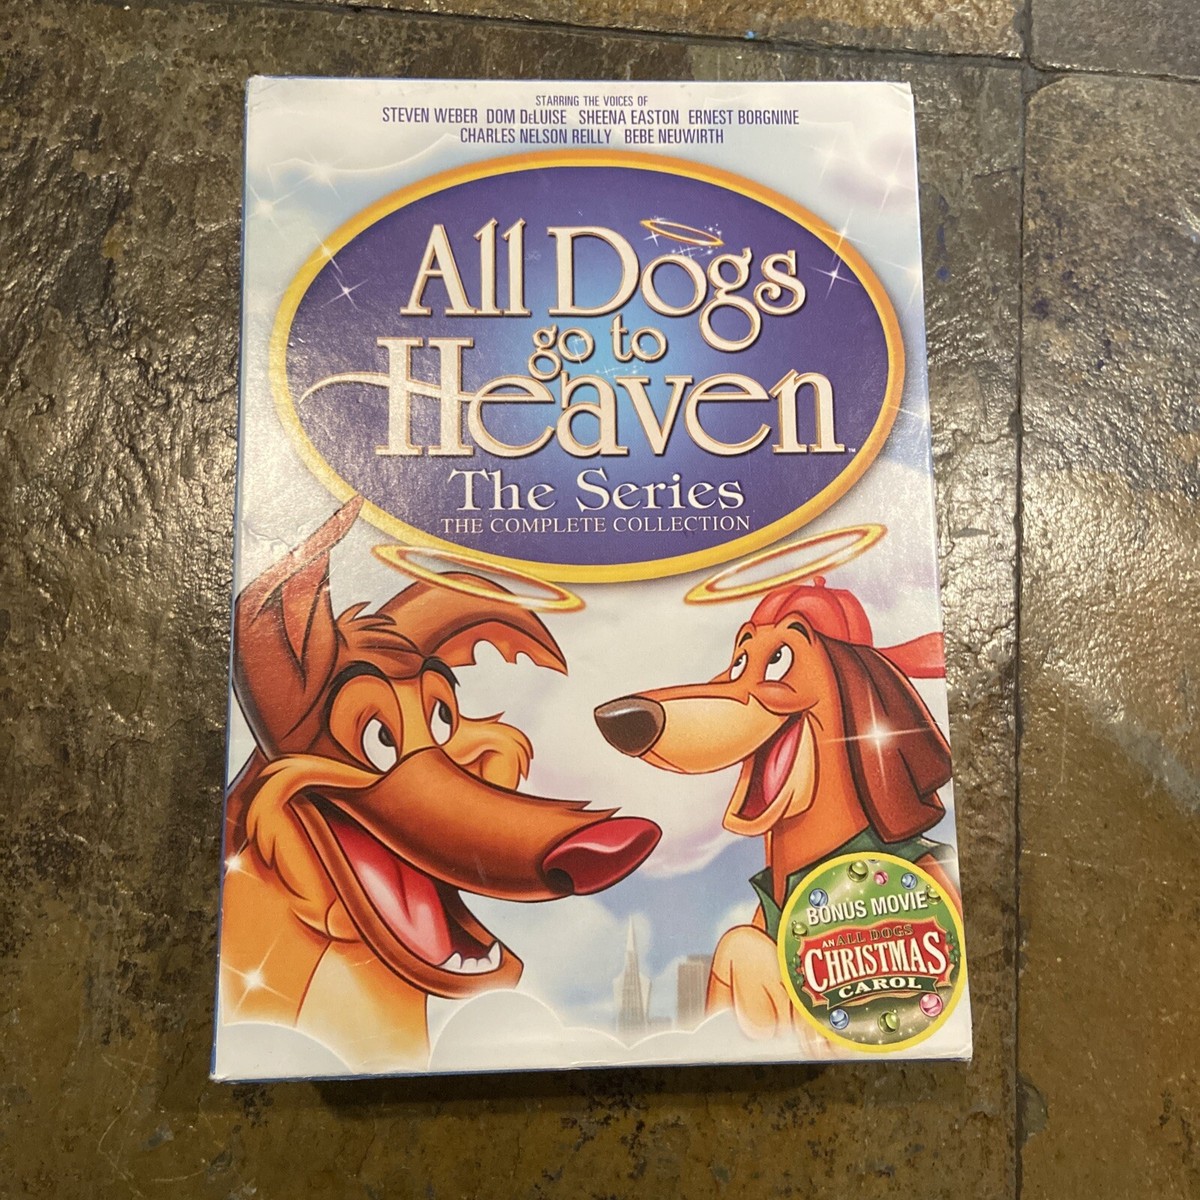 STARRING THE VOICES OF
STEVEN WEBER DOM DeLUISE SHEENA EASTON ERNEST BORGNINE
CHARLES NELSON REILLY BEBE NEUWIRTH
All Dogs
go to
Heaven™
The Series
THE COMPLETE COLLECTION
BONUS MOVIE
AN ALL DOGS
CHRISTMAS
CAROL